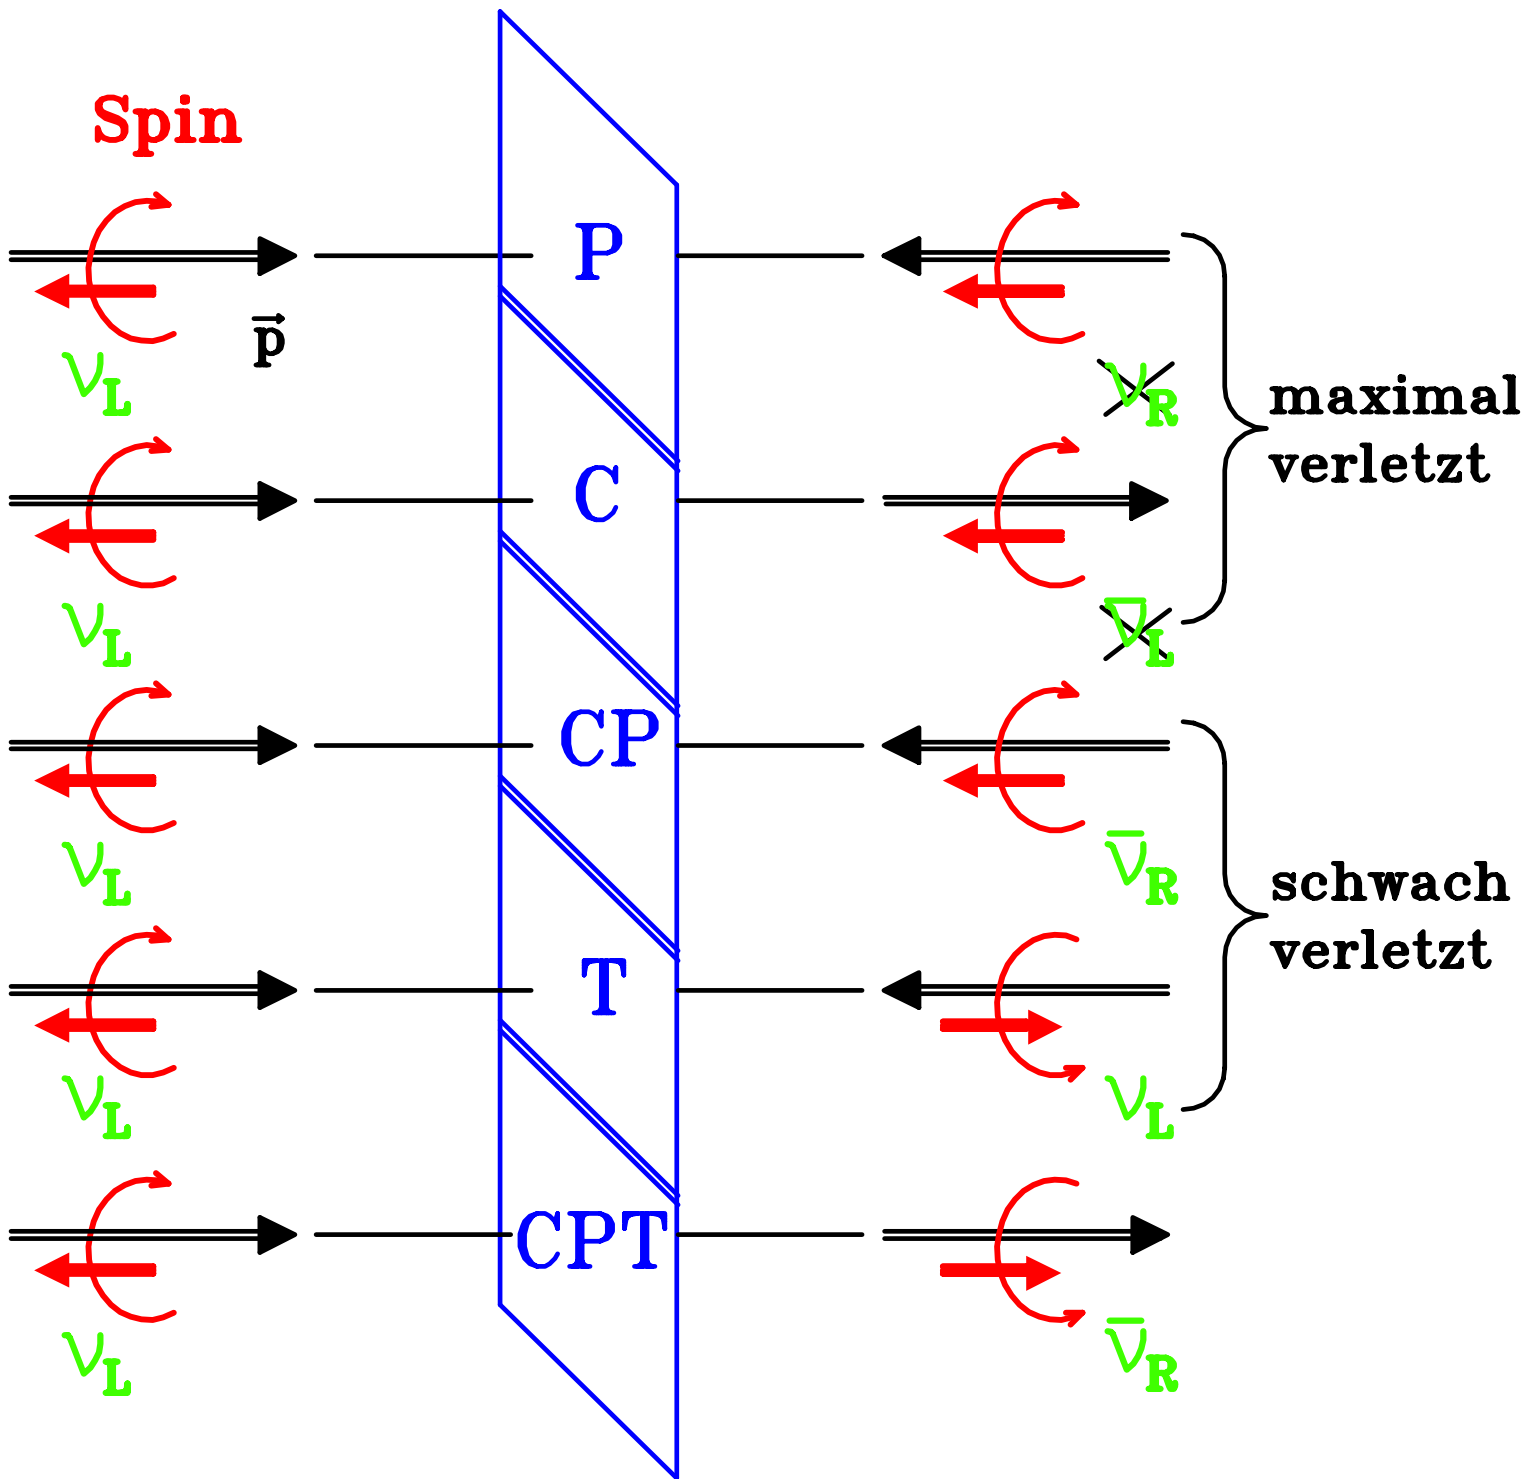 Spin
P
p⃗
ν_L
ν_R
maximal
verletzt
C
ν_L
ν̅_L
CP
ν_L
ν̅_R
schwach
verletzt
T
ν_L
ν_L
CPT
ν_L
ν̅_R